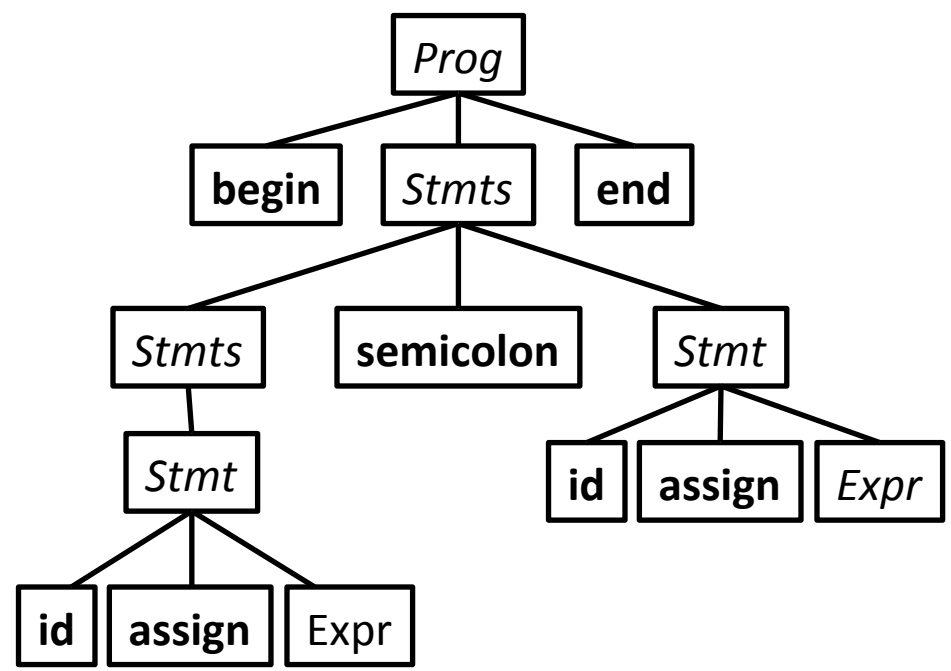 Prog
begin Stmts end
Stmts semicolon Stmt
Stmt id assign Expr
id assign Expr